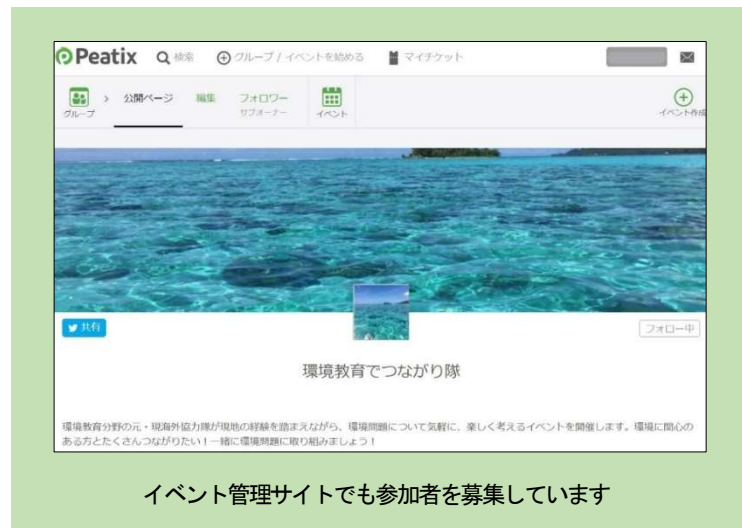 Peatix 検索 グループ / イベントを始める マイチケット
グループ > 公開ページ 編集 フォロワー サブオーナー イベント イベント作成
共有 フォロー中
環境教育でつながり隊
環境教育分野の元・現海外協力隊が現地の経験を踏まえながら、環境問題について気軽に、楽しく考えるイベントを開催します。環境に関心の
ある方とたくさんつながりたい！一緒に環境問題に取り組みましょう！
イベント管理サイトでも参加者を募集しています